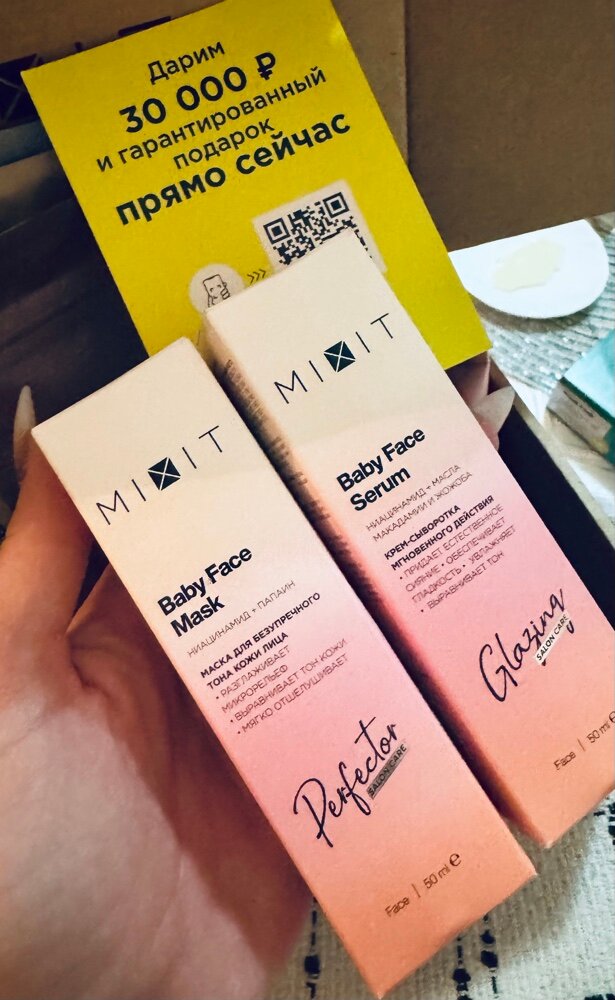 Дарим
30 000 ₽
и гарантированный
подарок
прямо сейчас
>>>
MIXIT
Baby Face
Mask
НИАЦИНАМИД + ПАПАИН
МАСКА ДЛЯ БЕЗУПРЕЧНОГО
ТОНА КОЖИ ЛИЦА
• РАЗГЛАЖИВАЕТ
МИКРОРЕЛЬЕФ
• ВЫРАВНИВАЕТ ТОН КОЖИ
• МЯГКО ОТШЕЛУШИВАЕТ
Perfector
SALON CARE
Face | 50 ml e
MIXIT
Baby Face
Serum
НИАЦИНАМИД + МАСЛА
МАКАДАМИИ И ЖОЖОБА
КРЕМ-СЫВОРОТКА
МГНОВЕННОГО ДЕЙСТВИЯ
• ПРИДАЕТ ЕСТЕСТВЕННОЕ
СИЯНИЕ • ОБЕСПЕЧИВАЕТ
ГЛАДКОСТЬ • УВЛАЖНЯЕТ
• ВЫРАВНИВАЕТ ТОН
Glazing
SALON CARE
Face | 50 ml e